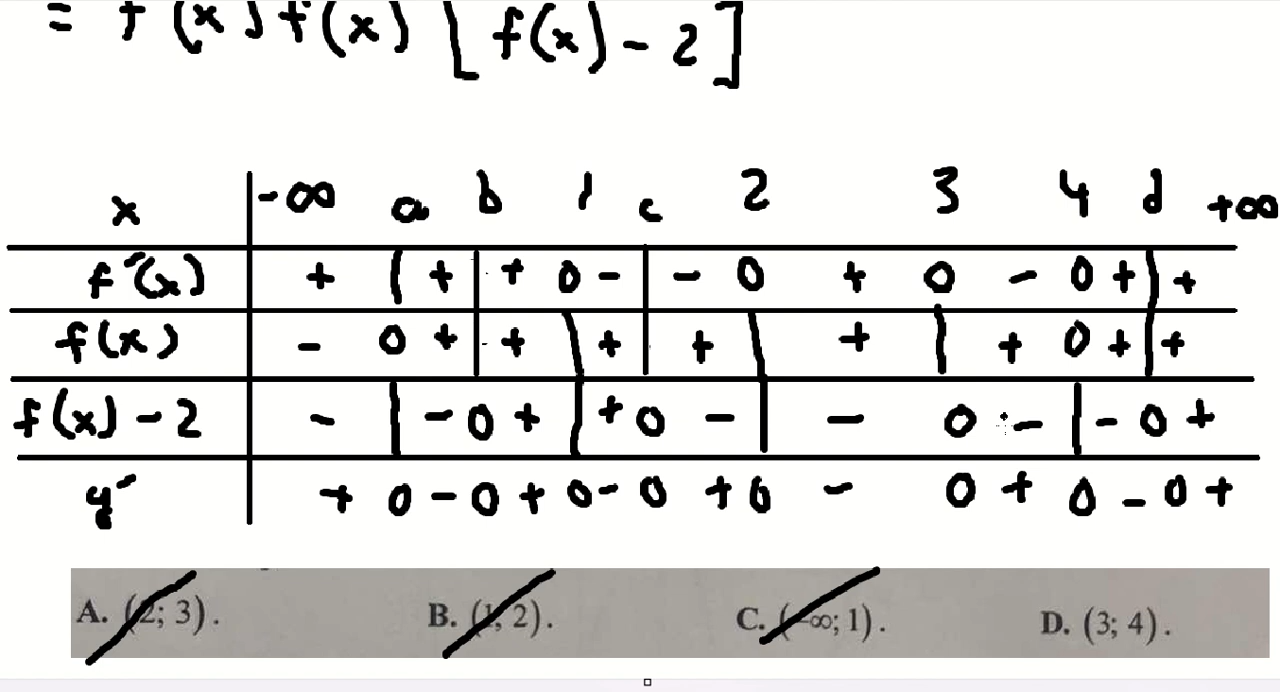 = f'(x) f(x) [ f(x) - 2 ]
x | -∞ a b 1 c 2 3 4 d +∞
f'(x) | + | + | + 0 - | - 0 + 0 - 0 + | +
f(x) | - 0 + | + | + | + | + | + 0 + | +
f(x) - 2 | - | - 0 + | + 0 - | - 0 - | - 0 +
y' | + 0 - 0 + 0 - 0 + 0 - 0 + 0 - 0 +
A. (2; 3). B. (1; 2). C. (-∞; 1). D. (3; 4).